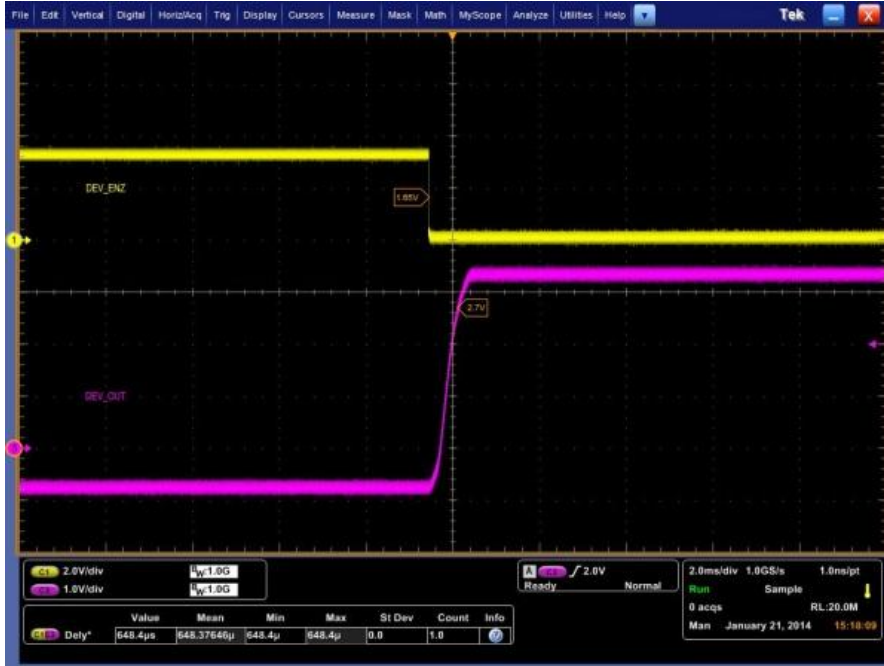 File Edit Vertical Digital Horiz/Acq Trig Display Cursors Measure Mask Math MyScope Analyze Utilities Help Tek X
DEV_ENZ
1.65V
1
2.7V
DEV_OUT
C1 2.0V/div BW:1.0G
1.0V/div BW:1.0G
A 2.0V
Ready Normal
2.0ms/div 1.0GS/s 1.0ns/pt
Run Sample
0 acqs RL:20.0M
Man January 21, 2014 15:18:09
Value Mean Min Max St Dev Count Info
Dely* 648.4µs 648.37646µ 648.4µ 648.4µ 0.0 1.0